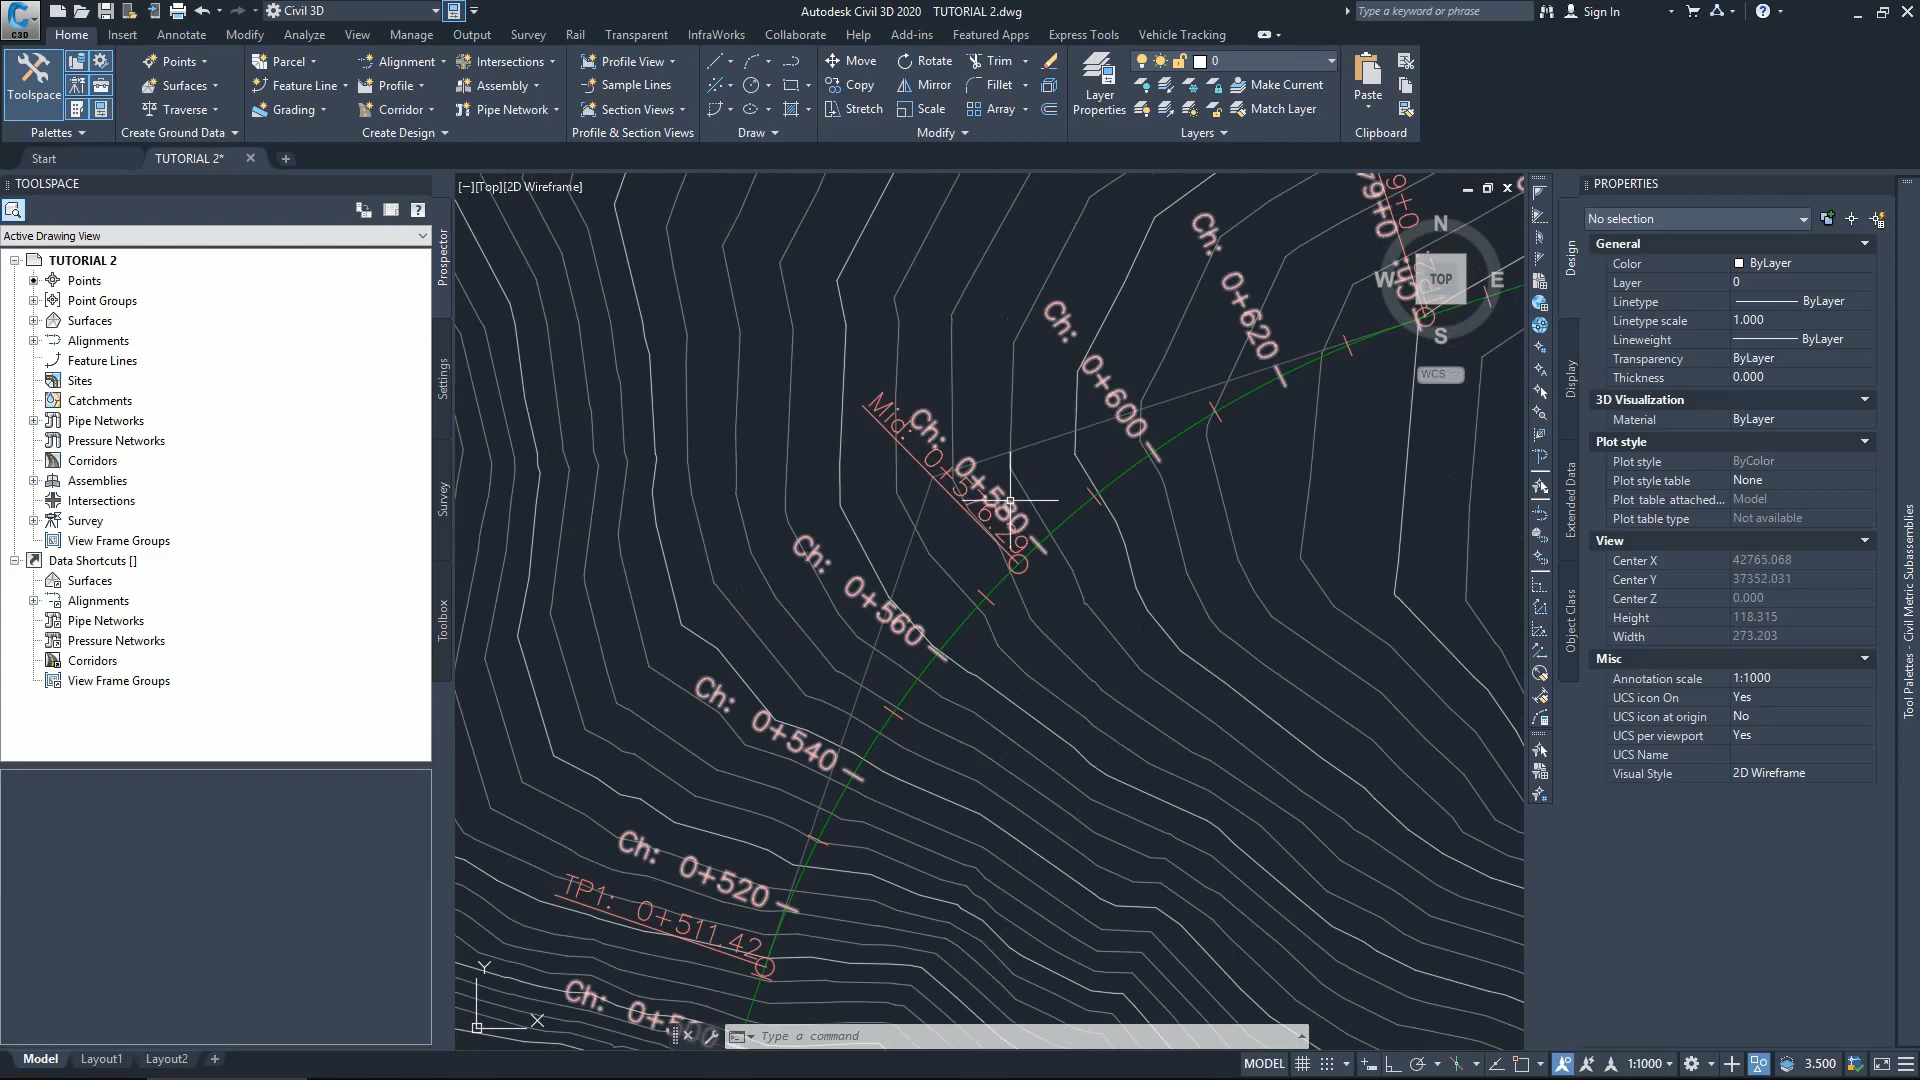 C3D
Civil 3D
Autodesk Civil 3D 2020 TUTORIAL 2.dwg
Type a keyword or phrase
Sign In
Home Insert Annotate Modify Analyze View Manage Output Survey Rail Transparent InfraWorks Collaborate Help Add-ins Featured Apps Express Tools Vehicle Tracking
Toolspace
Points
Surfaces
Traverse
Parcel
Feature Line
Grading
Alignment
Profile
Corridor
Intersections
Assembly
Pipe Network
Profile View
Sample Lines
Section Views
Move
Copy
Stretch
Rotate
Mirror
Scale
Trim
Fillet
Array
Layer
Properties
0
Make Current
Match Layer
Paste
Palettes Create Ground Data Create Design Profile & Section Views Draw Modify Layers Clipboard
Start TUTORIAL 2*
TOOLSPACE
Active Drawing View
TUTORIAL 2
Points
Point Groups
Surfaces
Alignments
Feature Lines
Sites
Catchments
Pipe Networks
Pressure Networks
Corridors
Assemblies
Intersections
Survey
View Frame Groups
Data Shortcuts []
Surfaces
Alignments
Pipe Networks
Pressure Networks
Corridors
View Frame Groups
Prospector
Settings
Survey
Toolbox
[−][Top][2D Wireframe]
Ch: 0+620
Ch: 0+600
Ch: 0+580
Mid: 0+576.29
Ch: 0+560
Ch: 0+540
Ch: 0+520
TP1: 0+511.42
Ch: 0+500
N
W TOP E
S
WCS
Y
X
Type a command
PROPERTIES
No selection
General
Color ByLayer
Layer 0
Linetype ByLayer
Linetype scale 1.000
Lineweight ByLayer
Transparency ByLayer
Thickness 0.000
3D Visualization
Material ByLayer
Plot style
Plot style ByColor
Plot style table None
Plot table attached... Model
Plot table type Not available
View
Center X 42765.068
Center Y 37352.031
Center Z 0.000
Height 118.315
Width 273.203
Misc
Annotation scale 1:1000
UCS icon On Yes
UCS icon at origin No
UCS per viewport Yes
UCS Name
Visual Style 2D Wireframe
Design
Display
Extended Data
Object Class
Tool Palettes - Civil Metric Subassemblies
Model Layout1 Layout2
MODEL 1:1000 3.500